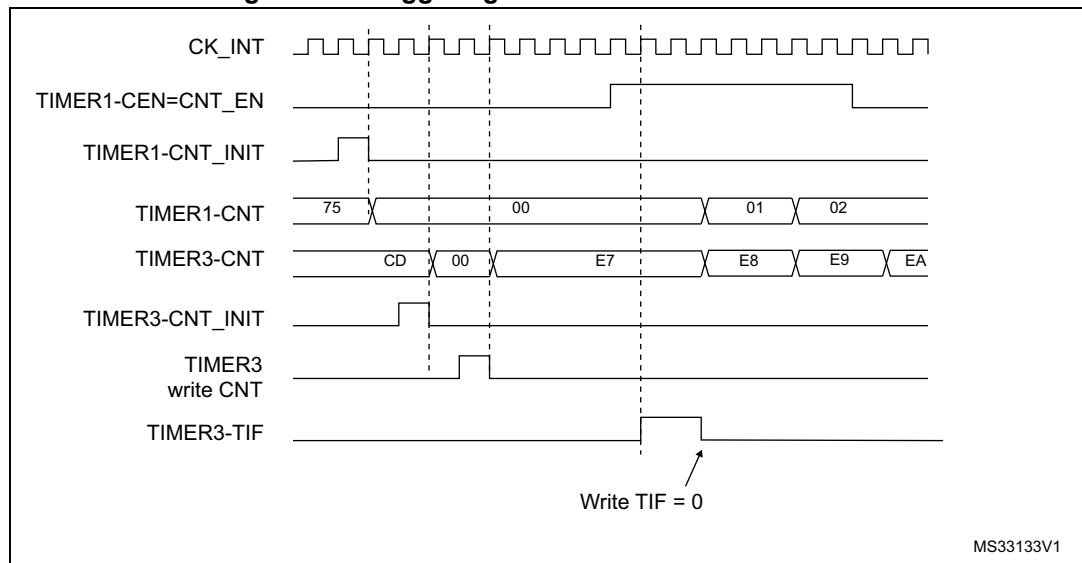 CK_INT
TIMER1-CEN=CNT_EN
TIMER1-CNT_INIT
TIMER1-CNT 75 00 01 02
TIMER3-CNT CD 00 E7 E8 E9 EA
TIMER3-CNT_INIT
TIMER3
write CNT
TIMER3-TIF
Write TIF = 0
MS33133V1